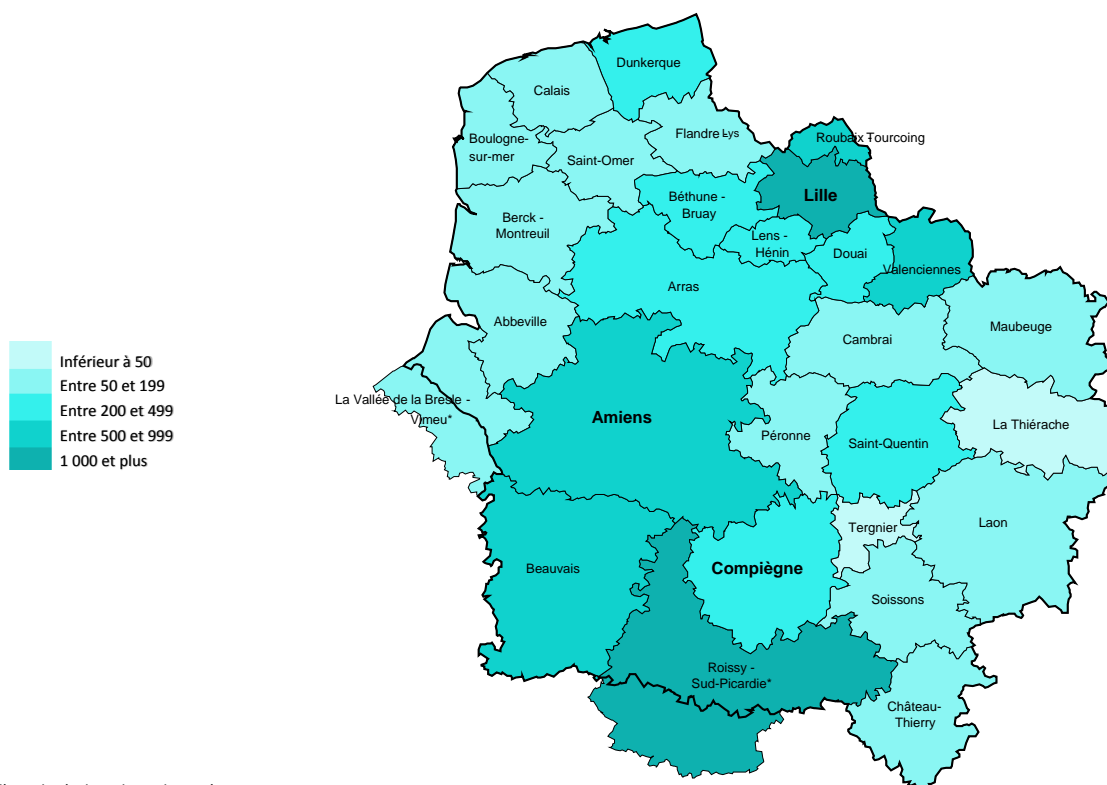 Dunkerque
Calais
Flandre-Lys
Boulogne-
sur-mer
Saint-Omer
Roubaix-Tourcoing
Béthune -
Bruay
Lille
Berck -
Montreuil
Lens -
Hénin
Douai
Valenciennes
Arras
Abbeville
Cambrai
Maubeuge
Inférieur à 50
Entre 50 et 199
Entre 200 et 499
Entre 500 et 999
1 000 et plus
La Vallée de la Bresle -
Vimeu*
Amiens
Péronne
Saint-Quentin
La Thiérache
Tergnier
Laon
Beauvais
Compiègne
Soissons
Roissy -
Sud-Picardie*
Château-
Thierry